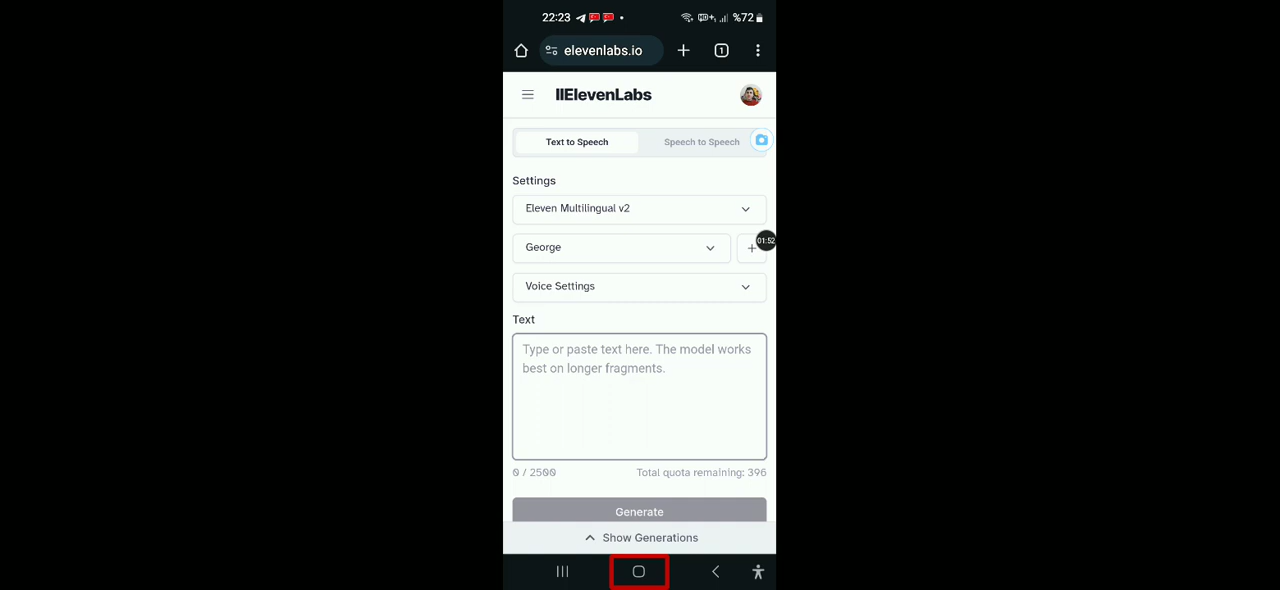 22:23 %72
elevenlabs.io 1
IIElevenLabs
Text to Speech Speech to Speech
Settings
Eleven Multilingual v2
George
01:52
Voice Settings
Text
Type or paste text here. The model works
best on longer fragments.
0 / 2500 Total quota remaining: 396
Generate
Show Generations